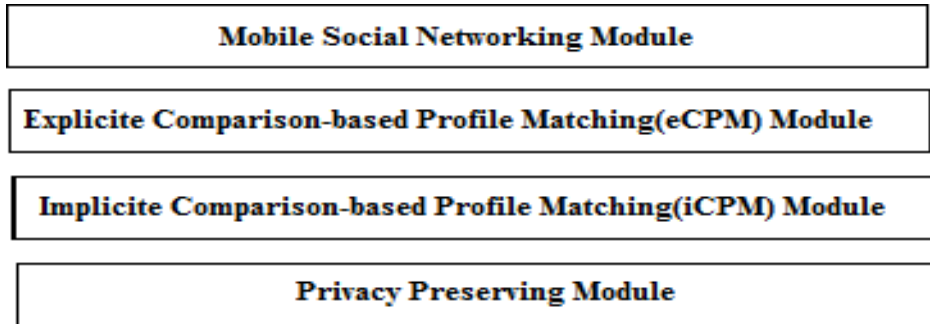 Mobile Social Networking Module
Explicite Comparison-based Profile Matching(eCPM) Module
Implicite Comparison-based Profile Matching(iCPM) Module
Privacy Preserving Module